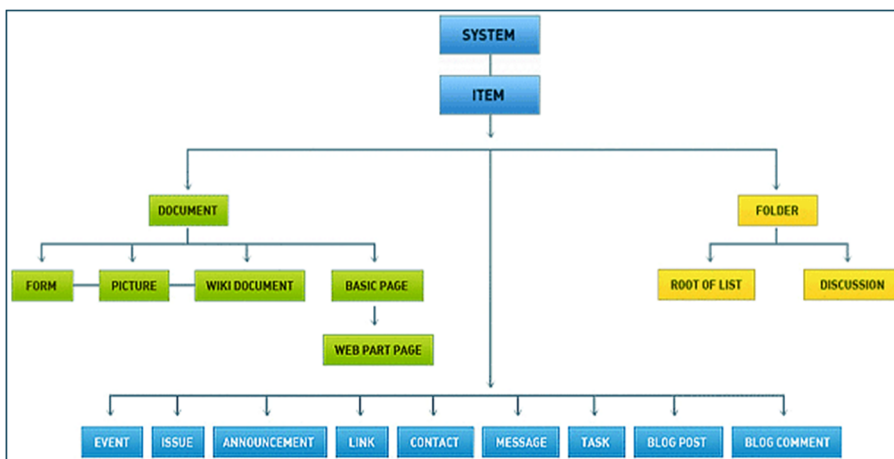 SYSTEM
ITEM
DOCUMENT
FOLDER
FORM
PICTURE
WIKI DOCUMENT
BASIC PAGE
ROOT OF LIST
DISCUSSION
WEB PART PAGE
EVENT
ISSUE
ANNOUNCEMENT
LINK
CONTACT
MESSAGE
TASK
BLOG POST
BLOG COMMENT